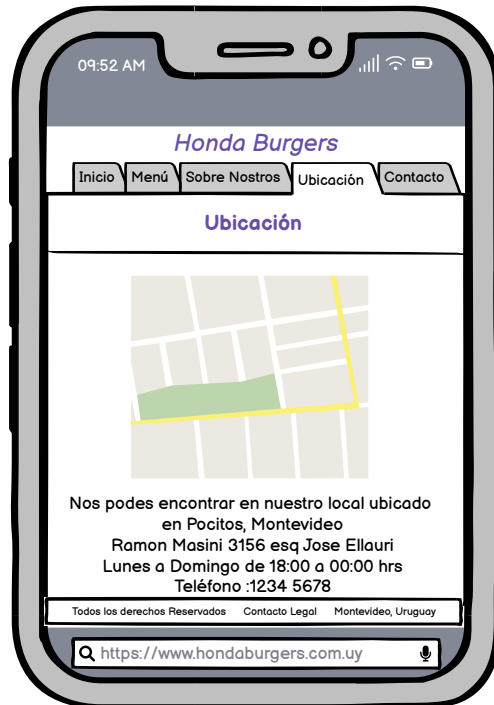 09:52 AM
Honda Burgers
Inicio Menú Sobre Nostros Ubicación Contacto
Ubicación
Nos podes encontrar en nuestro local ubicado
en Pocitos, Montevideo
Ramon Masini 3156 esq Jose Ellauri
Lunes a Domingo de 18:00 a 00:00 hrs
Teléfono :1234 5678
Todos los derechos Reservados Contacto Legal Montevideo, Uruguay
https://www.hondaburgers.com.uy